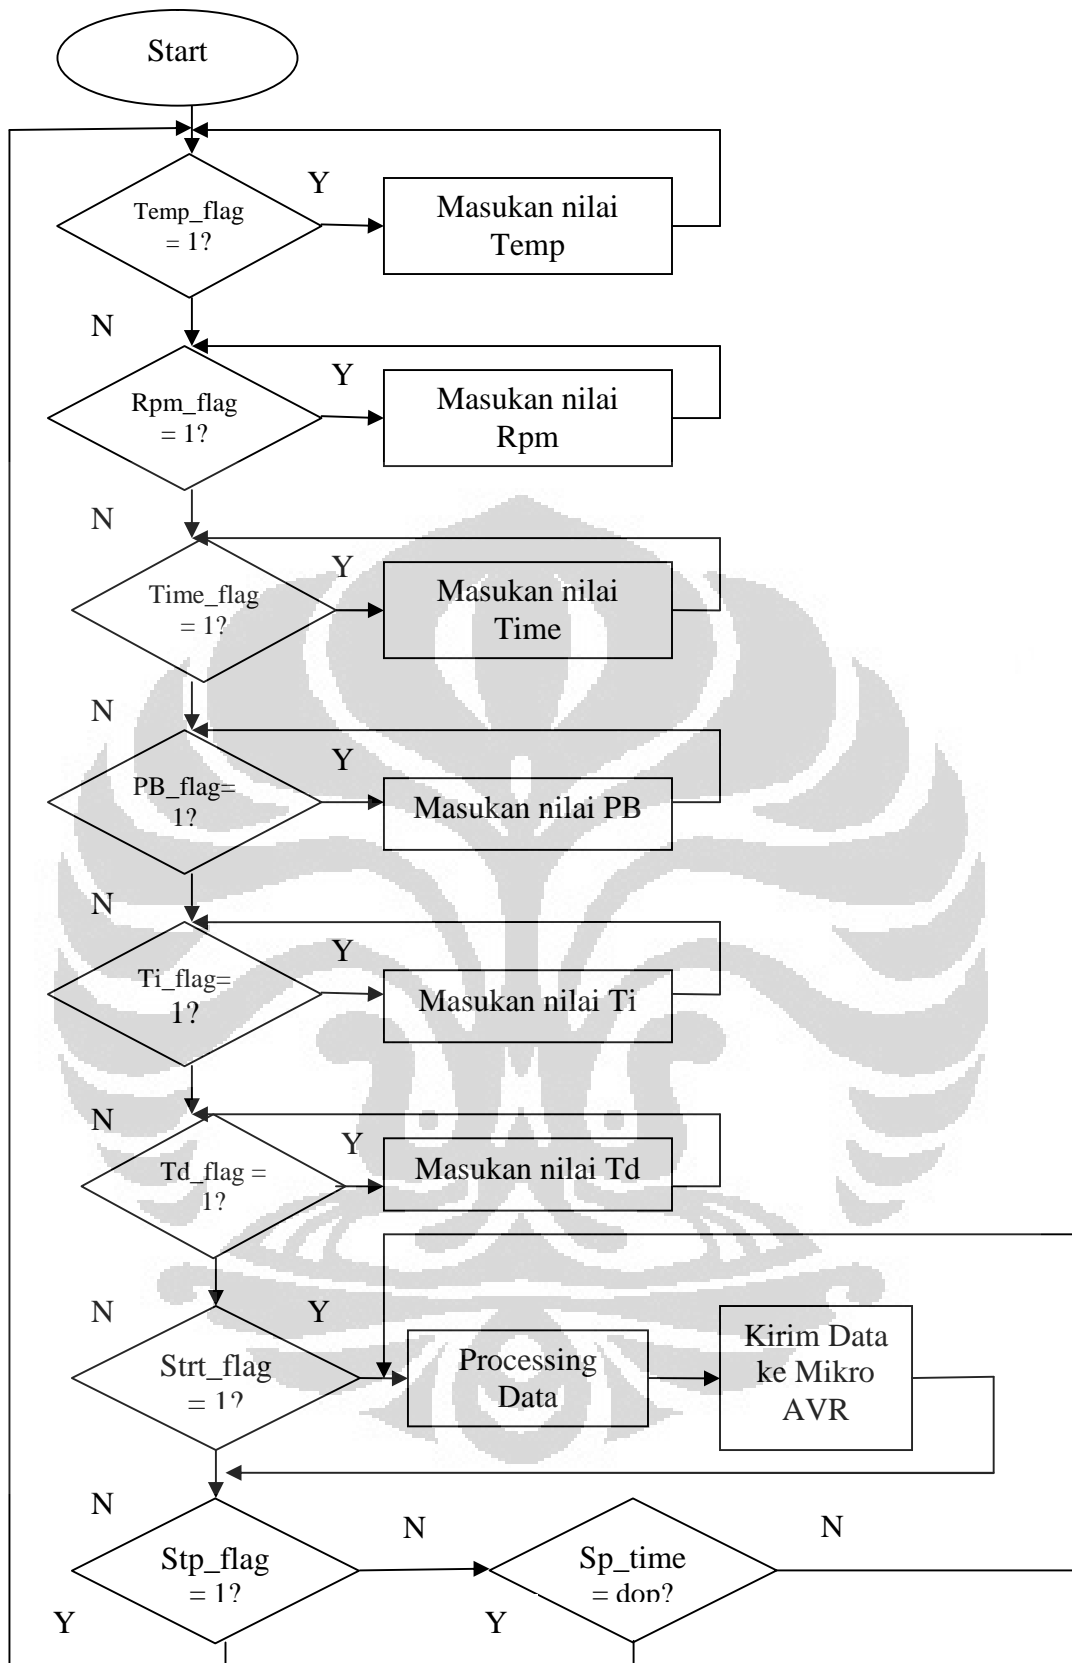 Start
Y
Temp_flag
= 1?
Masukan nilai
Temp
N
Y
Rpm_flag
= 1?
Masukan nilai
Rpm
N
Y
Time_flag
= 1?
Masukan nilai
Time
N
Y
PB_flag=
1?
Masukan nilai PB
N
Y
Ti_flag=
1?
Masukan nilai Ti
N
Y
Td_flag =
1?
Masukan nilai Td
N
Y
Strt_flag
= 1?
Processing
Data
Kirim Data
ke Mikro
AVR
N
N
N
Stp_flag
= 1?
Sp_time
= dop?
Y
Y